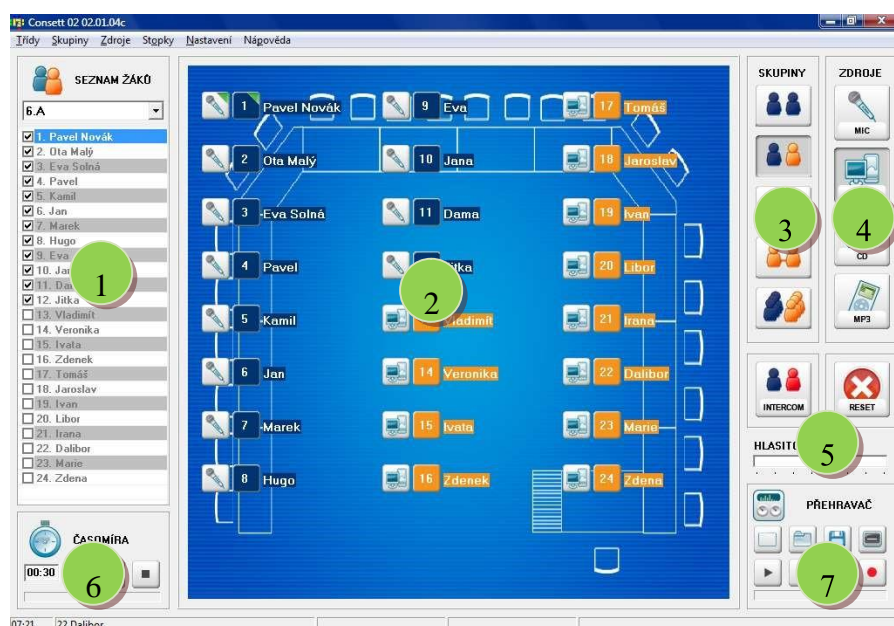 Consett 02 02.01.04c
Třídy Skupiny Zdroje Stopky Nastavení Nápověda
SEZNAM ŽÁKŮ
6.A
1. Pavel Novák
2. Ota Malý
3. Eva Solná
4. Pavel
5. Kamil
6. Jan
7. Marek
8. Hugo
9. Eva
10.
11.
12. Jitka
13. Vladimít
14. Veronika
15. Ivata
16. Zdenek
17. Tomáš
18. Jaroslav
19. Ivan
20. Libor
21. Irana
22. Dalibor
23. Marie
24. Zdena
1
ČASOMÍRA
00:30
6
1 Pavel Novák 9 Eva 17 Tomáš
2 Ota Malý 10 Jana 18 Jaroslav
3 Eva Solná 11 Dama 19 Ivan
4 Pavel 20 Libor
5 Kamil 21 Irana
2
6 Jan 14 Veronika 22 Dalibor
7 Marek 15 Ivata 23 Marie
8 Hugo 16 Zdenek 24 Zdena
SKUPINY
3
INTERCOM
ZDROJE
MIC
4
CD
MP3
RESET
5
PŘEHRAVAČ
7
07:21 22 Dalibor